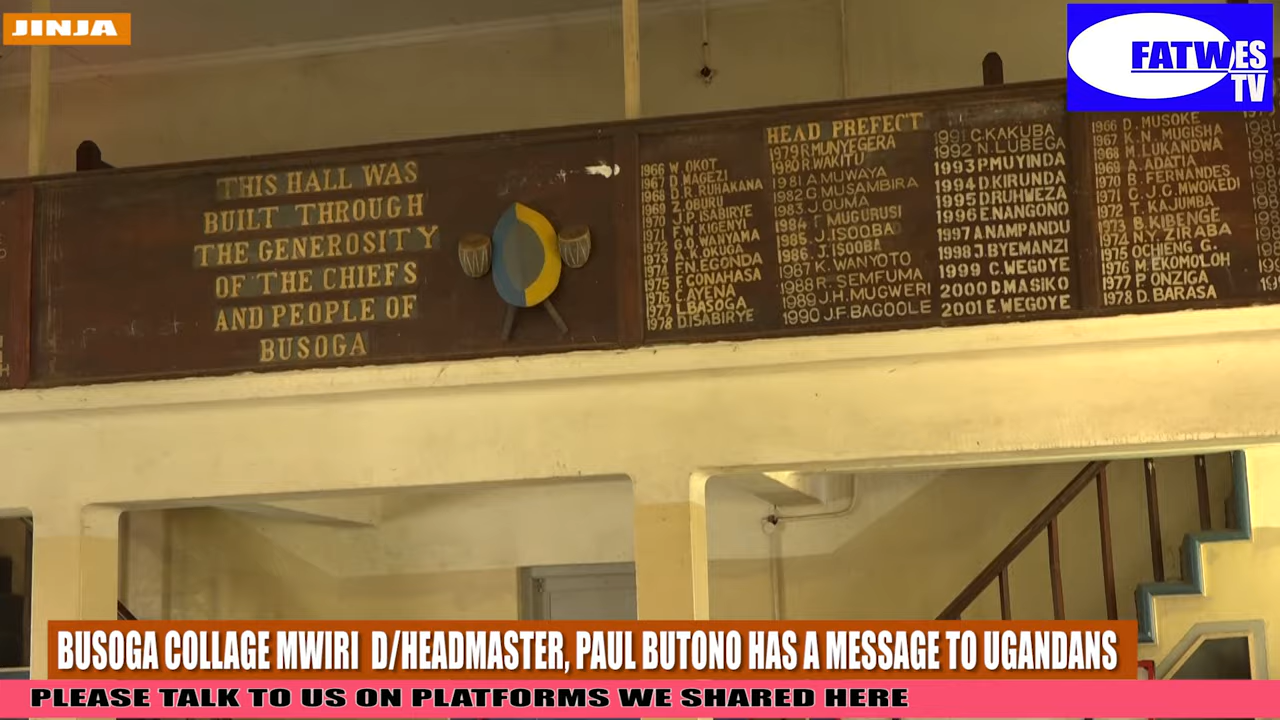 JINJA
FATWES
TV
THIS HALL WAS
BUILT THROUGH
THE GENEROSITY
OF THE CHIEFS
AND PEOPLE OF
BUSOGA
HEAD PREFECT
1966 W. OKOT
1967 D. WAGEZI
1968 D.R. RUHAKANA
1969 Z. OBURU
1970 J.P. ISABIRYE
1971 F.W. KIGENYI
1972 G.O. WANYAMA
1973 A.K. OKUGA
1974 F.N. EGONDA
1975 F. CONAHASA
1976 C. AYENA
1977 I. BASOGA
1978 D. ISABIRYE
1979 R. MUNYEGERA
1980 R. WAKITU
1981 A. MUWAYA
1982 G. MUSAMBIRA
1983 J. OUMA
1984 F. MUGURUSI
1985. J. ISOOBA
1986. J. ISOOBA
1987 K. WANYOTO
1988 R. SEMFUMA
1989 J.H. MUGWERI
1990 J.F. BAGOOLE
1991 C. KAKUBA
1992 N. LUBEGA
1993 P. MUYINDA
1994 D. KIRUNDA
1995 D. RUHWEZA
1996 E. NANGONO
1997 A. NAMPANDU
1998 J. BYEMANZI
1999 C. WEGOYE
2000 D. MASIKO
2001 E. WEGOYE
1966 D. MUSOKE
1967 K.N. MUGISHA
1968 M. LUKANDWA
1969 A. ADATIA
1970 B. FERNANDES
1971 C.J.G. MWOKEDI
1972 T. KAJUMBA
1973 B. KIBENGE
1974 N.Y. ZIRABA
1975 OCHIENG G.
1976 M. EKOMOLOH
1977 P. ONZIGA
1978 D. BARASA
BUSOGA COLLAGE MWIRI D/HEADMASTER, PAUL BUTONO HAS A MESSAGE TO UGANDANS
PLEASE TALK TO US ON PLATFORMS WE SHARED HERE